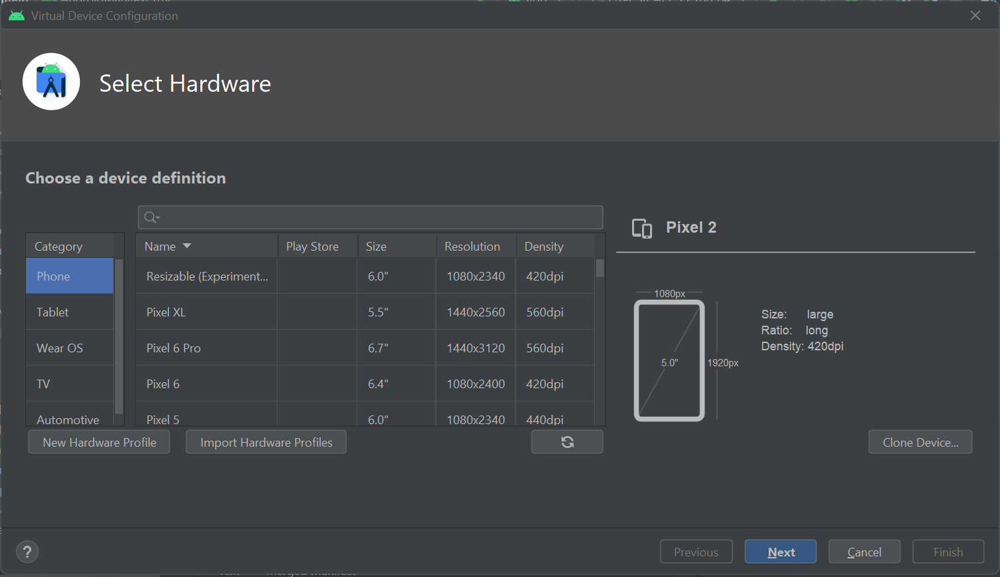 Virtual Device Configuration
Select Hardware
Choose a device definition
Category
Phone
Tablet
Wear OS
TV
Automotive
Name Play Store Size Resolution Density
Resizable (Experiment... 6.0" 1080x2340 420dpi
Pixel XL 5.5" 1440x2560 560dpi
Pixel 6 Pro 6.7" 1440x3120 560dpi
Pixel 6 6.4" 1080x2400 420dpi
Pixel 5 6.0" 1080x2340 440dpi
New Hardware Profile Import Hardware Profiles
Pixel 2
1080px
5.0"
1920px
Size: large
Ratio: long
Density: 420dpi
Clone Device...
? Previous Next Cancel Finish